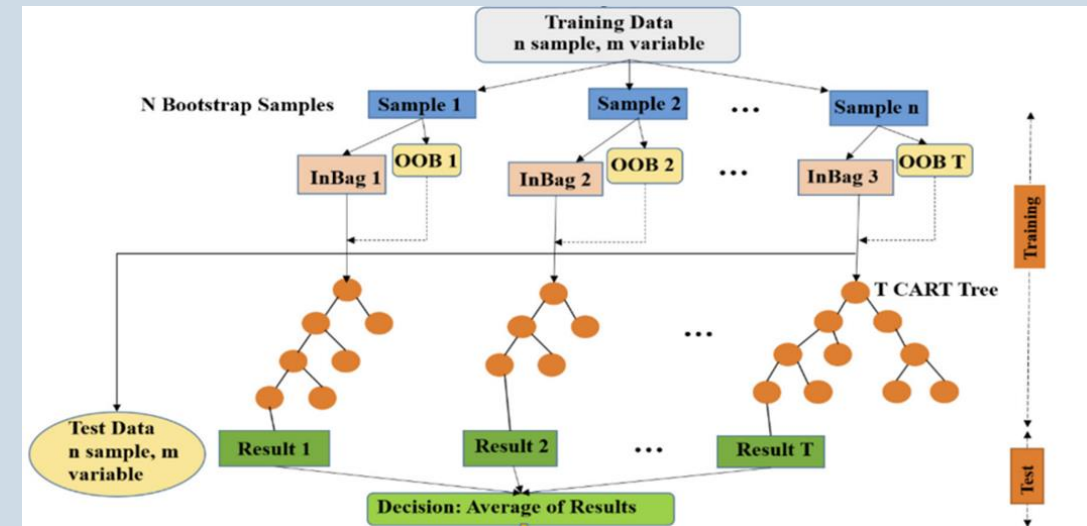 Training Data
n sample, m variable
N Bootstrap Samples
Sample 1
Sample 2
...
Sample n
InBag 1
OOB 1
InBag 2
OOB 2
...
InBag 3
OOB T
Training
T CART Tree
...
Test Data
n sample, m
variable
Result 1
Result 2
...
Result T
Test
Decision: Average of Results